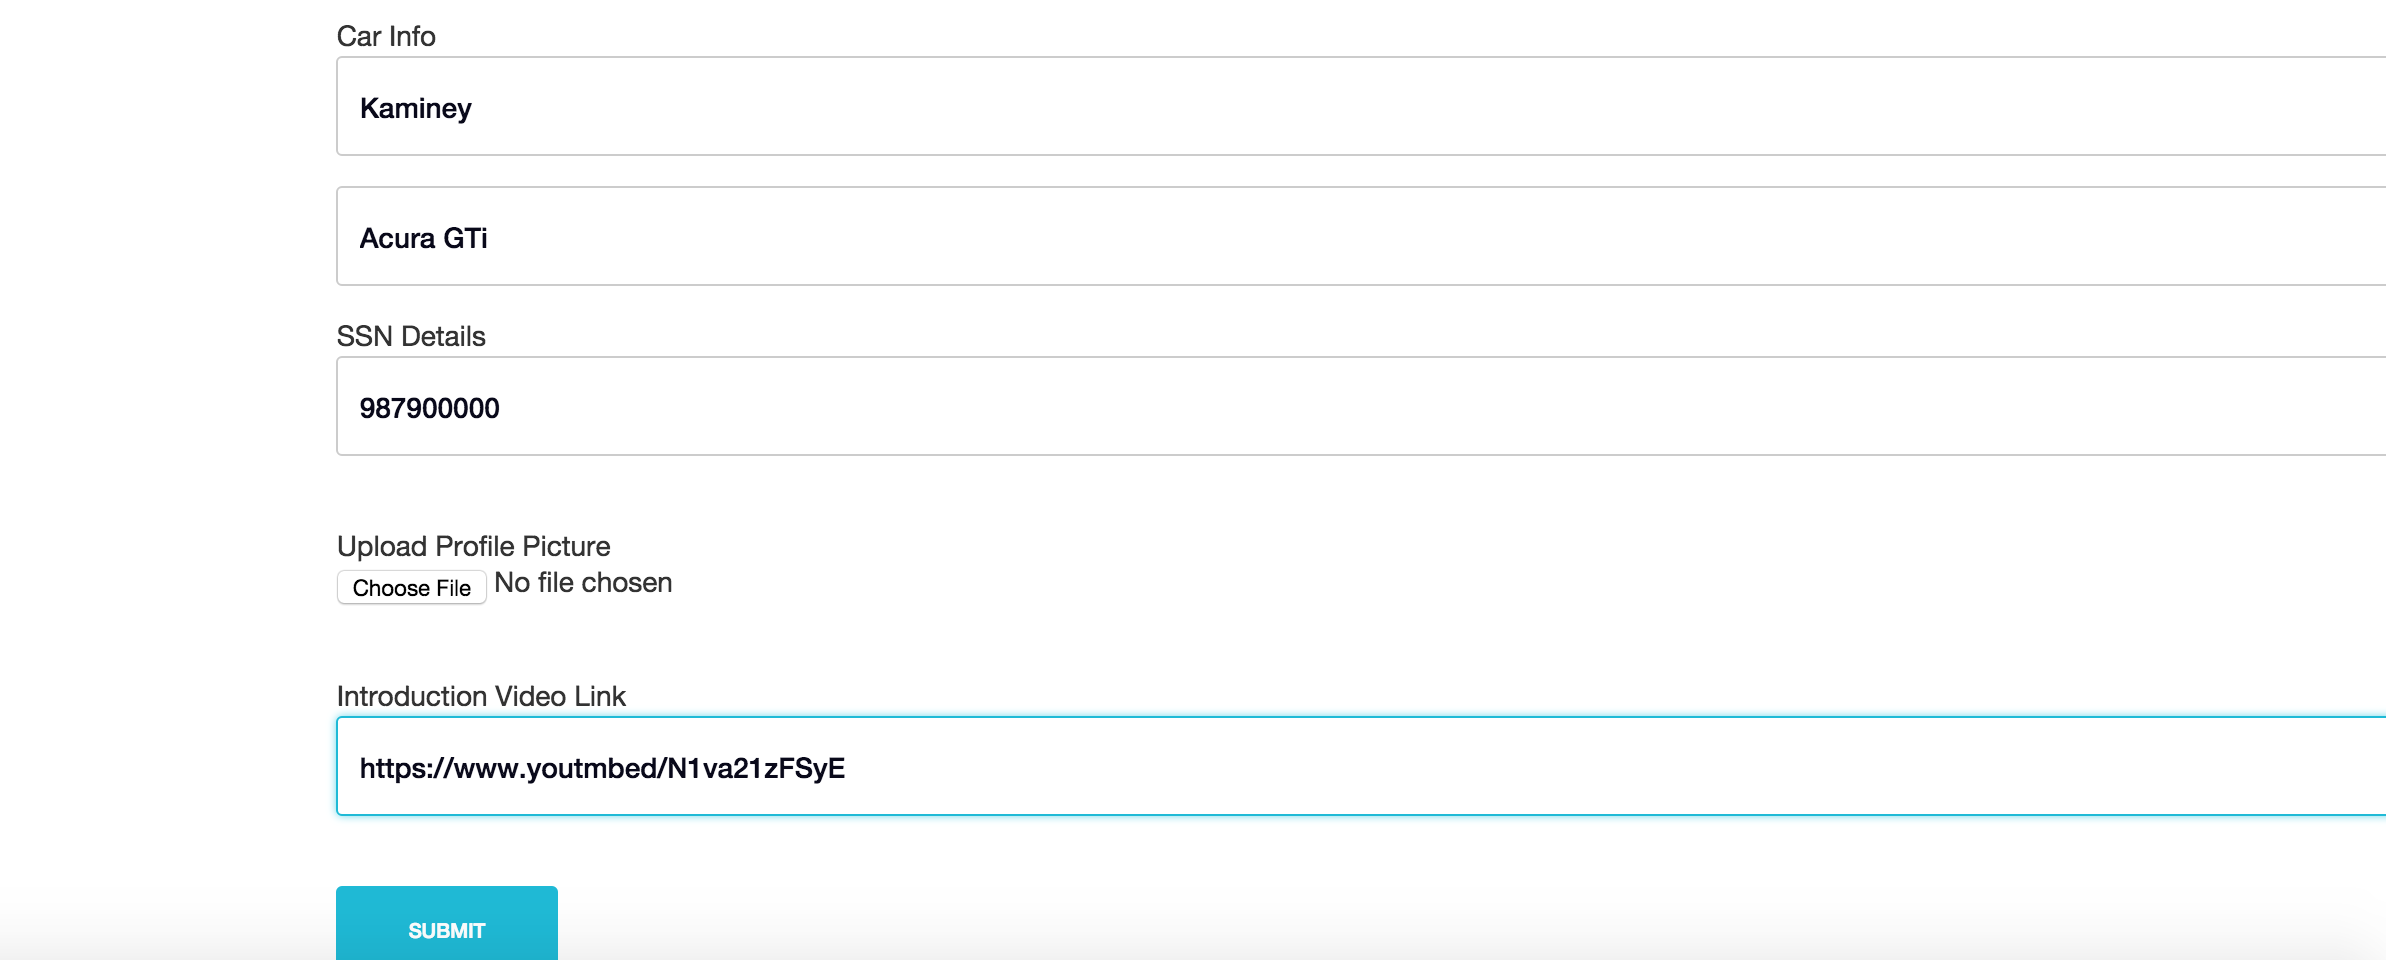 Car Info
Kaminey
Acura GTi
SSN Details
987900000
Upload Profile Picture
Choose File No file chosen
Introduction Video Link
https://www.youtmbed/N1va21zFSyE
SUBMIT